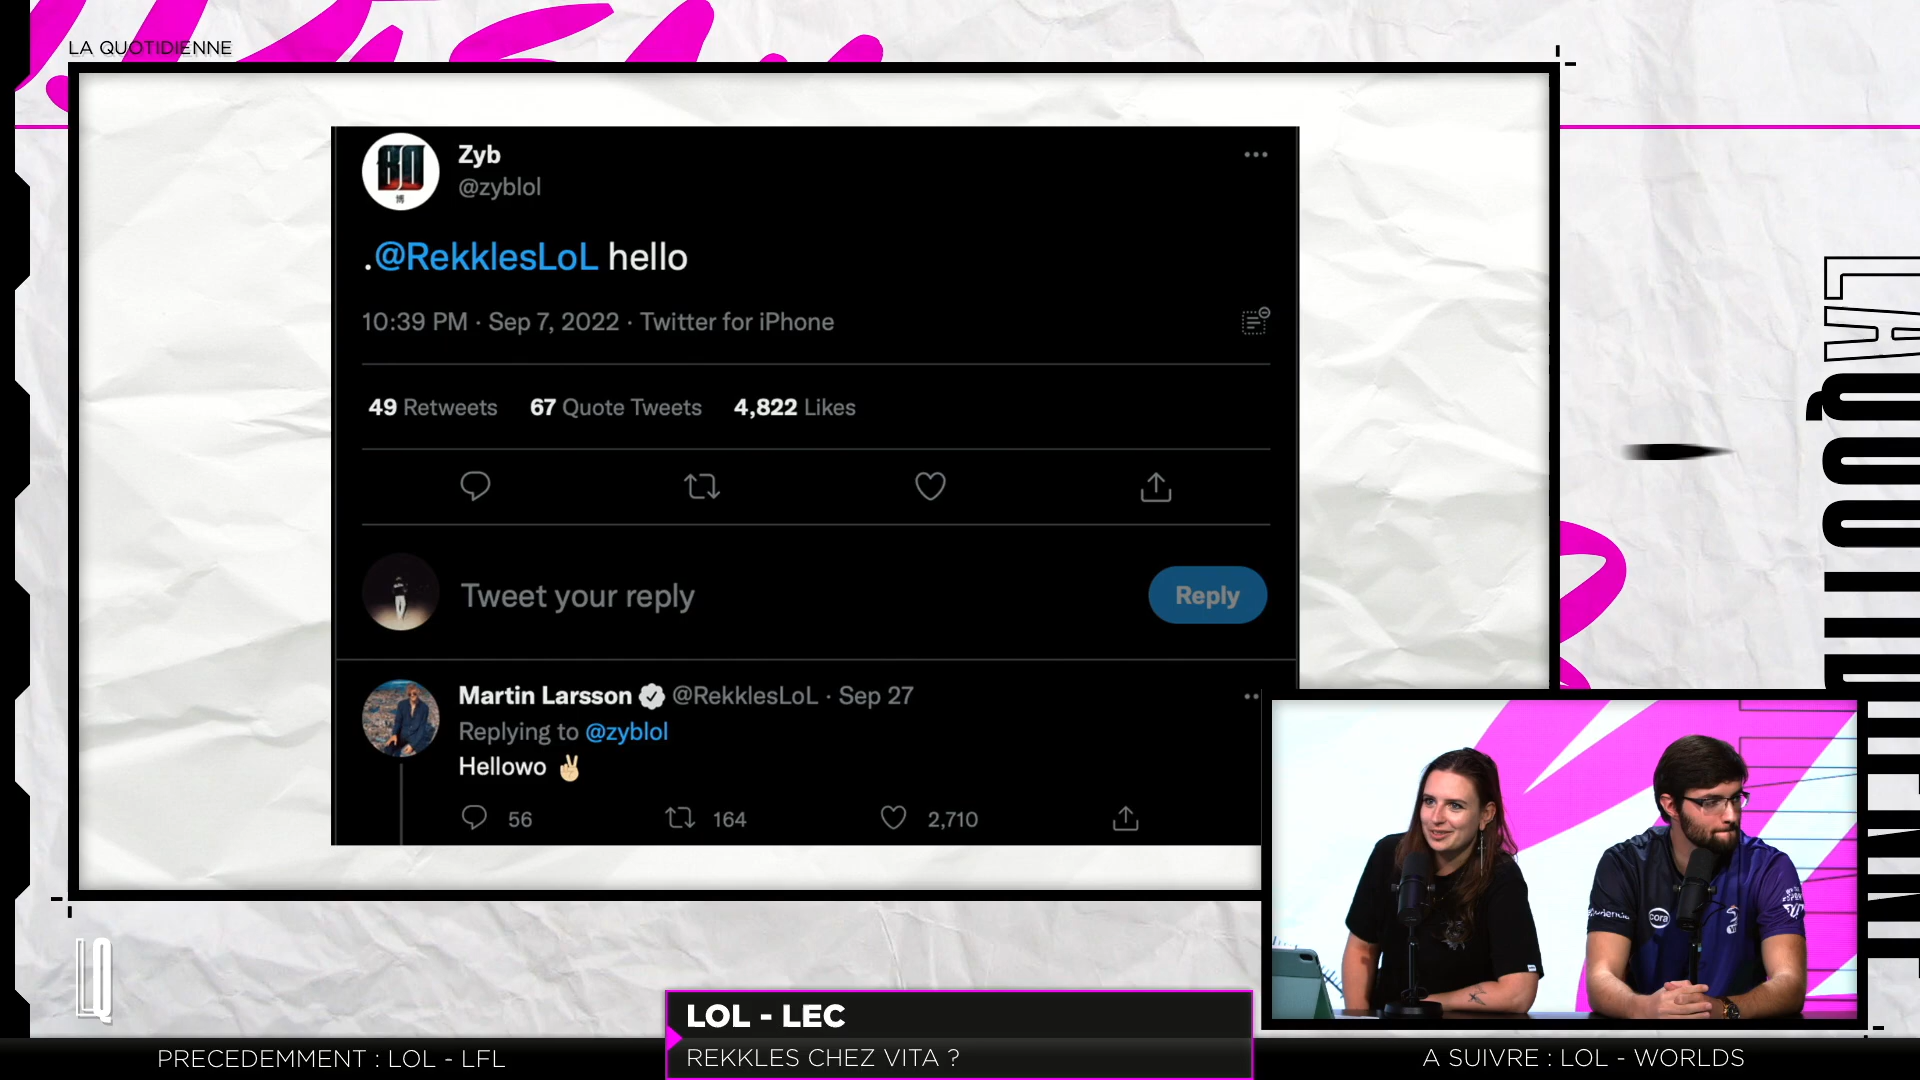 LA QUOTIDIENNE
Zyb
@zyblol
.@RekklesLoL hello
10:39 PM · Sep 7, 2022 · Twitter for iPhone
49 Retweets 67 Quote Tweets 4,822 Likes
Tweet your reply
Reply
Martin Larsson @RekklesLoL · Sep 27
Replying to @zyblol
Hellowo ✌🏻
56 164 2,710
LA QUOTIDIENNE
cora
LQ
LOL - LEC
REKKLES CHEZ VITA ?
PRECEDEMMENT : LOL - LFL
A SUIVRE : LOL - WORLDS